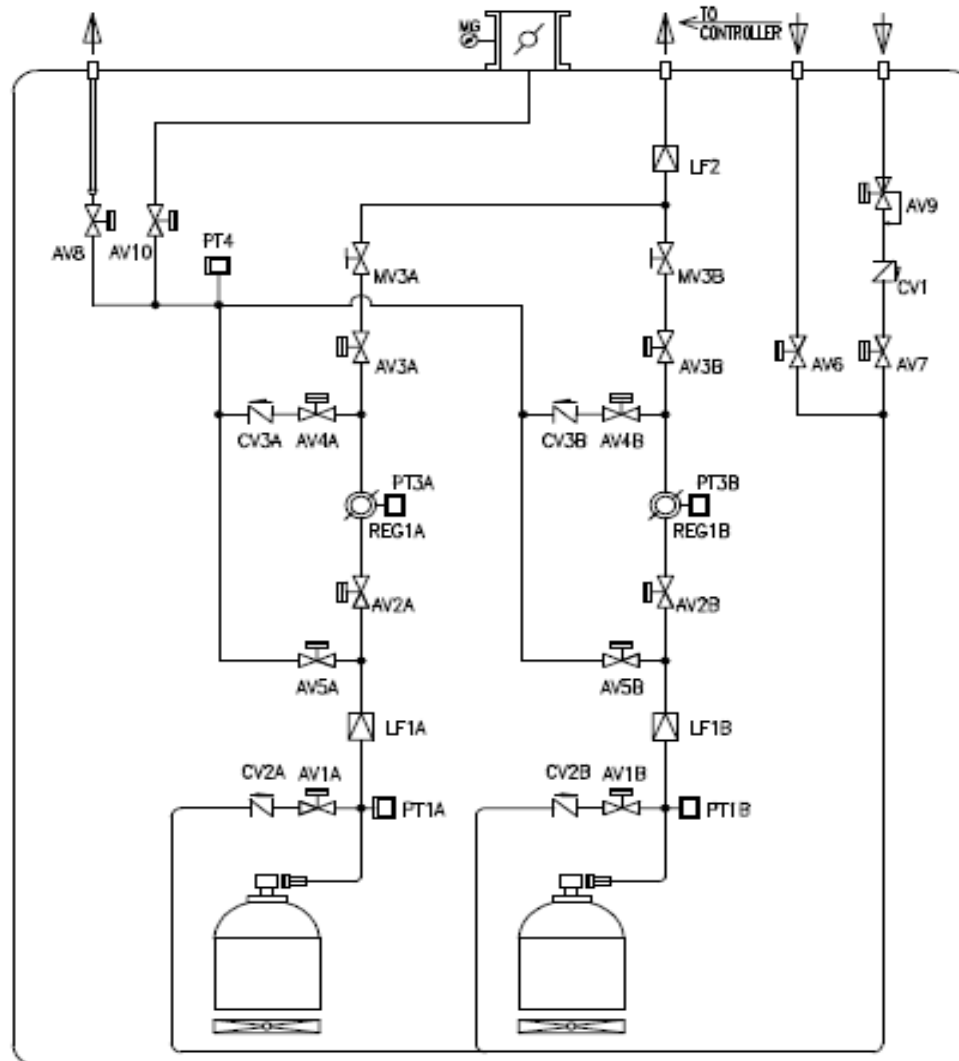 MG
TO
CONTROLLER
LF2
AV9
AV8
AV10
PT4
MV3A
MV3B
CV1
AV3A
AV3B
AV6
AV7
CV3A
AV4A
CV3B
AV4B
PT3A
PT3B
REG1A
REG1B
AV2A
AV2B
AV5A
AV5B
LF1A
LF1B
CV2A
AV1A
CV2B
AV1B
PT1A
PT1B